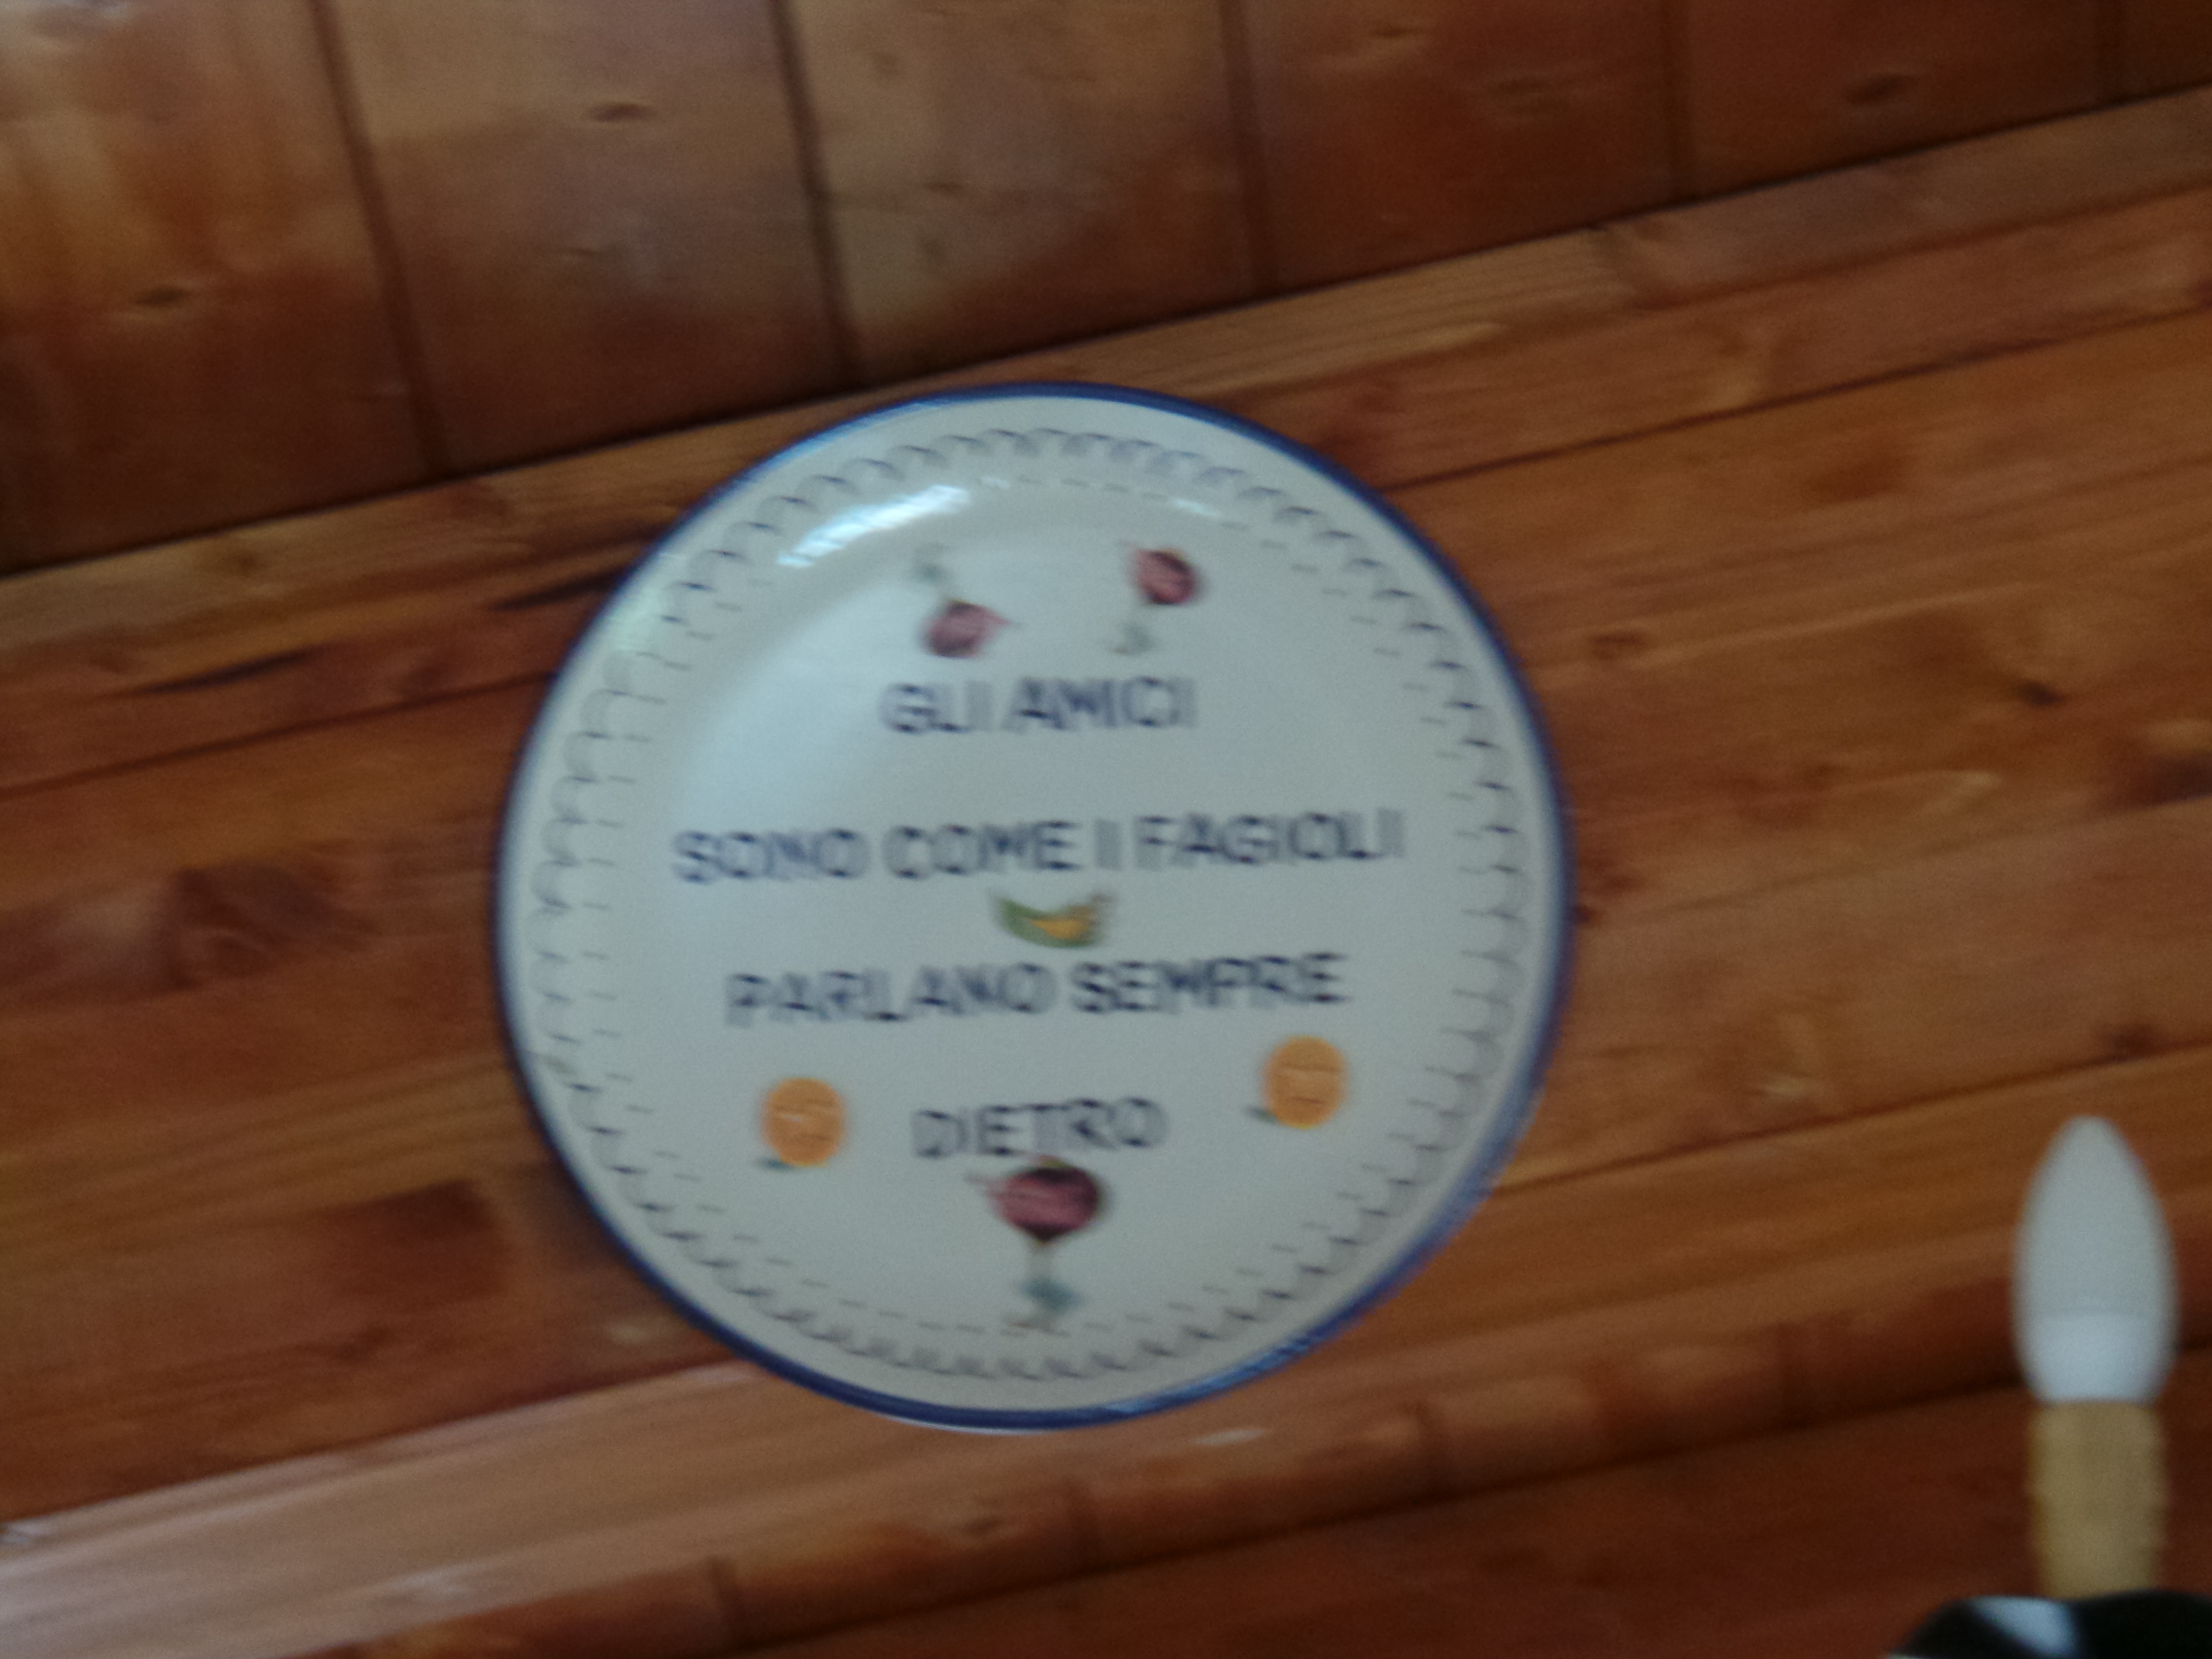 GLI AMICI
SONO COME I FAGIOLI
PARLANO SEMPRE
DIETRO